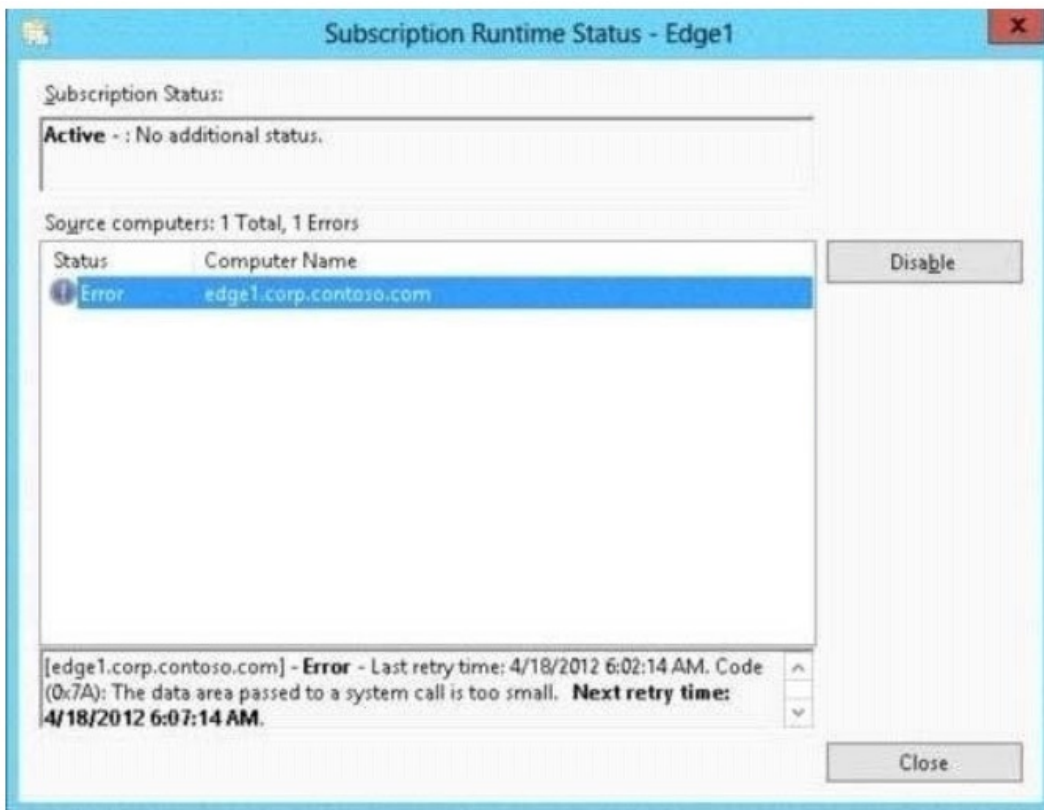 Subscription Runtime Status - Edge1
x
Subscription Status:
Active - : No additional status.
Source computers: 1 Total, 1 Errors
Status Computer Name
Error edge1.corp.contoso.com
Disable
[edge1.corp.contoso.com] - Error - Last retry time: 4/18/2012 6:02:14 AM. Code
(0x7A): The data area passed to a system call is too small. Next retry time:
4/18/2012 6:07:14 AM.
Close